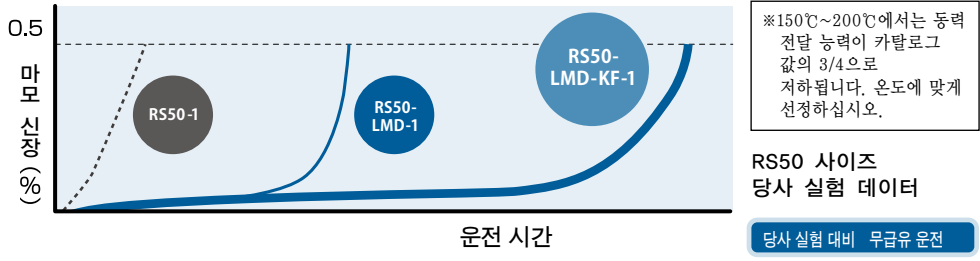 0.5
마모 신장 (%)
RS50-1
RS50-
LMD-1
RS50-
LMD-KF-1
운전 시간
※150℃~200℃에서는 동력
전달 능력이 카탈로그
값의 3/4으로
저하됩니다. 온도에 맞게
선정하십시오.
RS50 사이즈
당사 실험 데이터
당사 실험 대비 무급유 운전